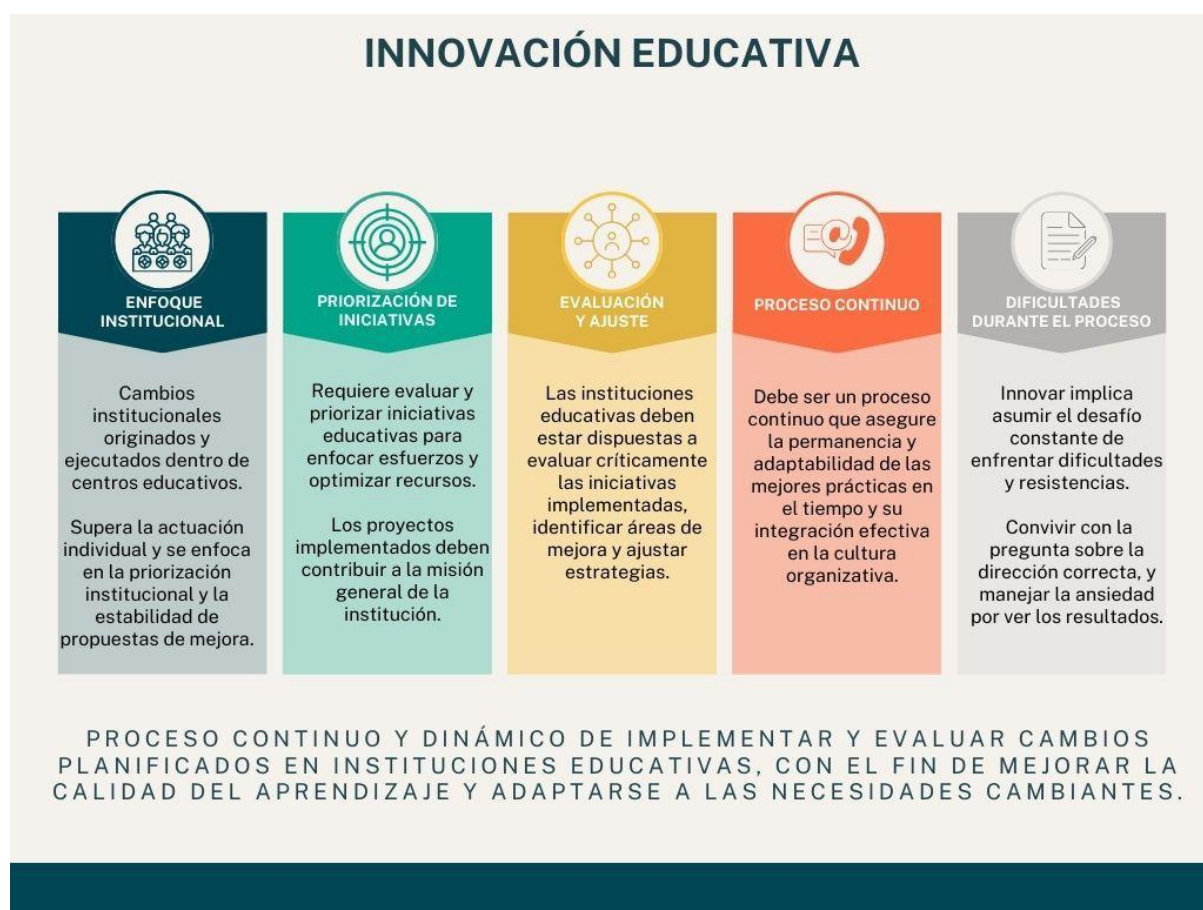 INNOVACIÓN EDUCATIVA
ENFOQUE
INSTITUCIONAL
Cambios
institucionales
originados y
ejecutados dentro de
centros educativos.
Supera la actuación
individual y se enfoca
en la priorización
institucional y la
estabilidad de
propuestas de mejora.
PRIORIZACIÓN DE
INICIATIVAS
Requiere evaluar y
priorizar iniciativas
educativas para
enfocar esfuerzos y
optimizar recursos.
Los proyectos
implementados deben
contribuir a la misión
general de la
institución.
EVALUACIÓN
Y AJUSTE
Las instituciones
educativas deben
estar dispuestas a
evaluar críticamente
las iniciativas
implementadas,
identificar áreas de
mejora y ajustar
estrategias.
PROCESO CONTINUO
Debe ser un proceso
continuo que asegure
la permanencia y
adaptabilidad de las
mejores prácticas en
el tiempo y su
integración efectiva
en la cultura
organizativa.
DIFICULTADES
DURANTE EL PROCESO
Innovar implica
asumir el desafío
constante de
enfrentar dificultades
y resistencias.
Convivir con la
pregunta sobre la
dirección correcta, y
manejar la ansiedad
por ver los resultados.
PROCESO CONTINUO Y DINÁMICO DE IMPLEMENTAR Y EVALUAR CAMBIOS
PLANIFICADOS EN INSTITUCIONES EDUCATIVAS, CON EL FIN DE MEJORAR LA
CALIDAD DEL APRENDIZAJE Y ADAPTARSE A LAS NECESIDADES CAMBIANTES.